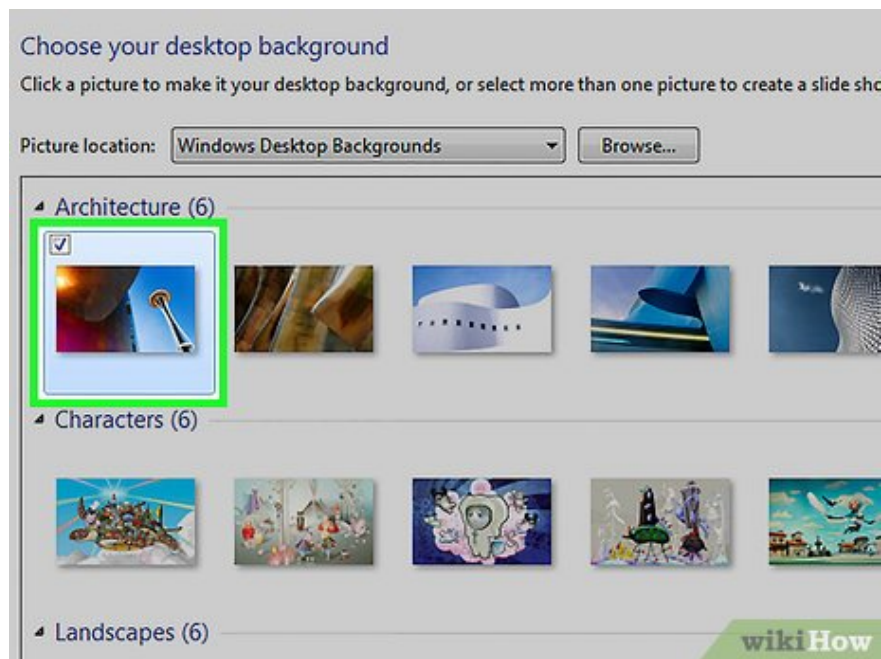 Choose your desktop background
Click a picture to make it your desktop background, or select more than one picture to create a slide sho
Picture location: Windows Desktop Backgrounds Browse...
Architecture (6)
Characters (6)
Landscapes (6)
wikiHow